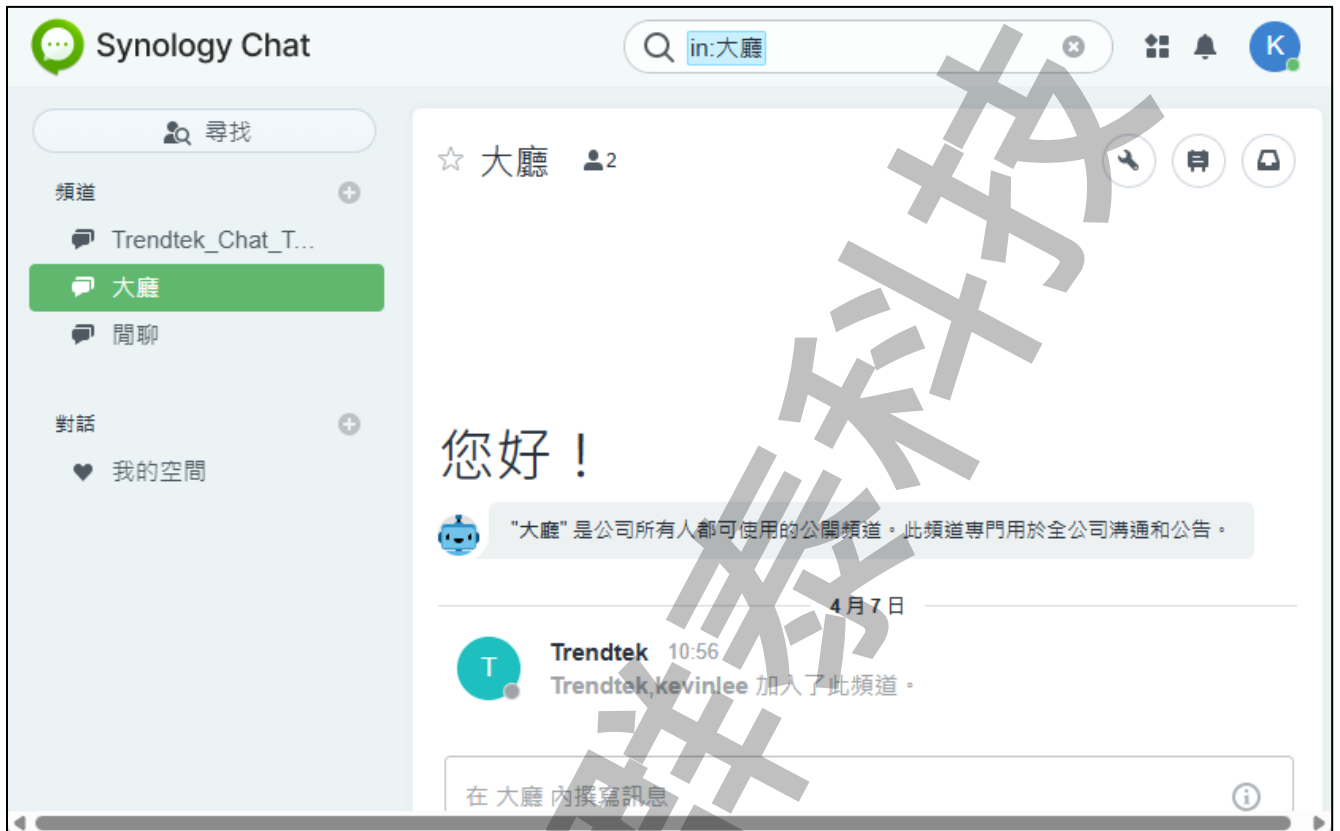 Synology Chat
in:大廳
K
尋找
大廳
2
頻道
Trendtek_Chat_T...
大廳
閒聊
對話
我的空間
您好！
"大廳" 是公司所有人都可使用的公開頻道。此頻道專門用於全公司溝通和公告。
4 月 7 日
T
Trendtek 10:56
Trendtek,kevinlee 加入了此頻道。
在 大廳 內撰寫訊息
群泰科技